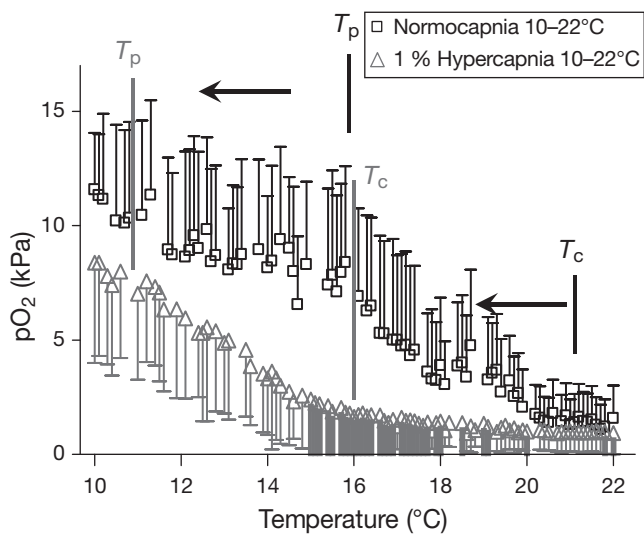 Tp
Normocapnia 10–22°C
1 % Hypercapnia 10–22°C
Tp
15
Tc
10
Tc
pO2 (kPa)
5
0
10
12
14
16
18
20
22
Temperature (°C)